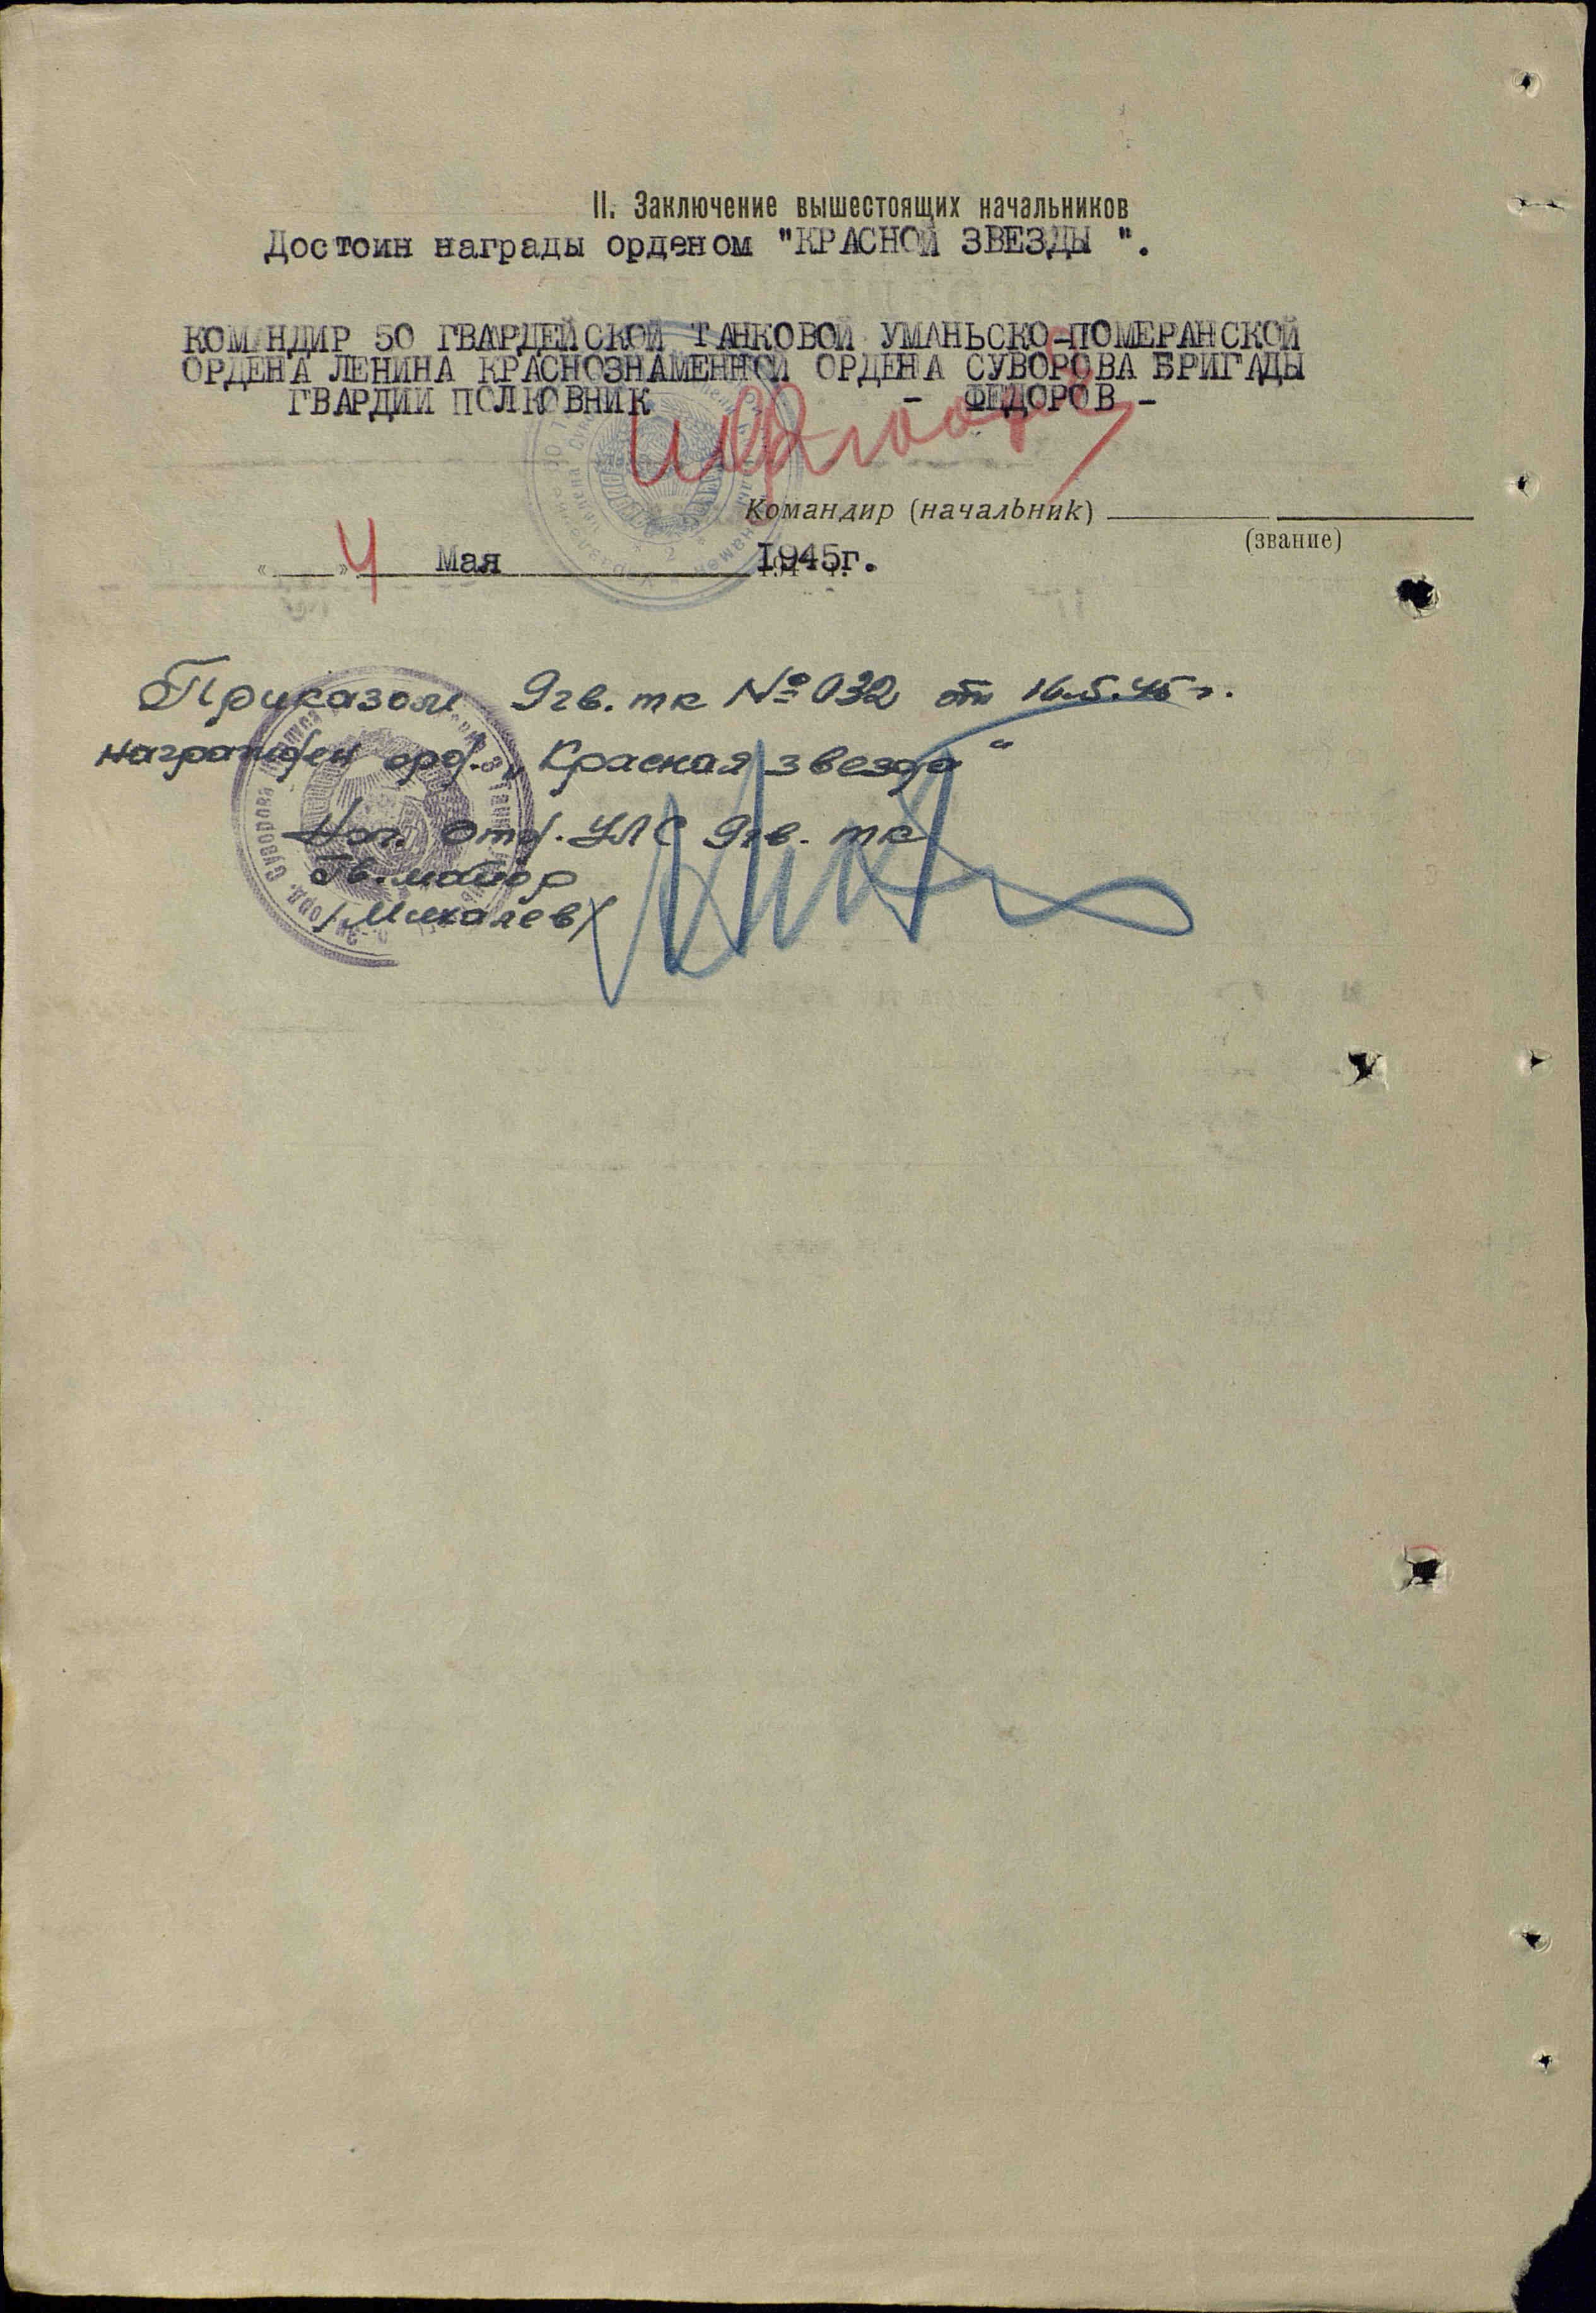 II. Заключение вышестоящих начальников
Достоин награды орденом "КРАСНОЙ ЗВЕЗДЫ ".
КОМАНДИР 50 ГВАРДЕЙСКОЙ ТАНКОВОЙ УМАНЬСКО-ПОМЕРАНСКОЙ
ОРДЕНА ЛЕНИНА КРАСНОЗНАМЕННОЙ ОРДЕНА СУВОРОВА БРИГАДЫ
ГВАРДИИ ПОЛКОВНИК - ФЕДОРОВ -
Командир (начальник)
(звание)
« » 4 Мая 1945г.
Приказом 9гв. тк № 032 от 16.5.45 г.
награжден орд. „Красная звезда“
Нач. отд. УЛС 9гв. тк
Гв. майор
/Михалев/